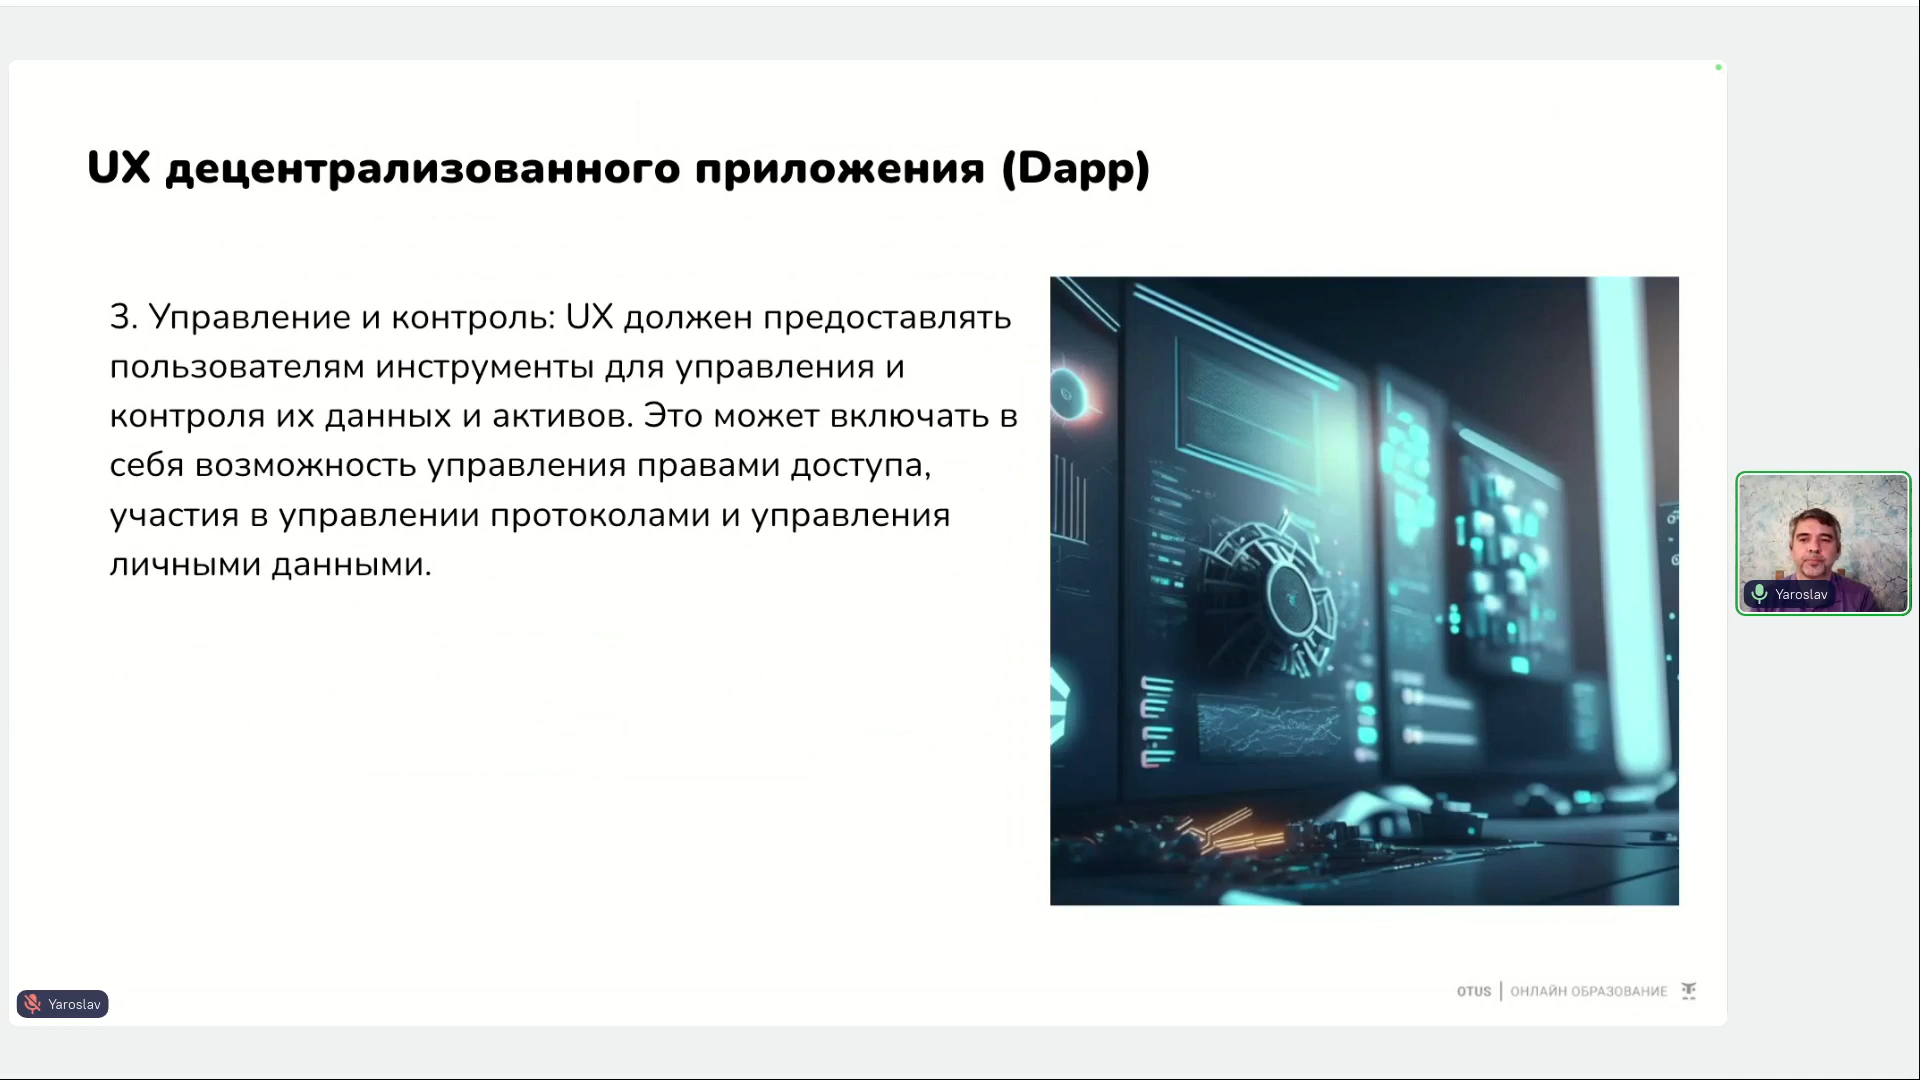 UX децентрализованного приложения (Dapp)
3. Управление и контроль: UX должен предоставлять
пользователям инструменты для управления и
контроля их данных и активов. Это может включать в
себя возможность управления правами доступа,
участия в управлении протоколами и управления
личными данными.
Yaroslav
Yaroslav
OTUS | ОНЛАЙН ОБРАЗОВАНИЕ